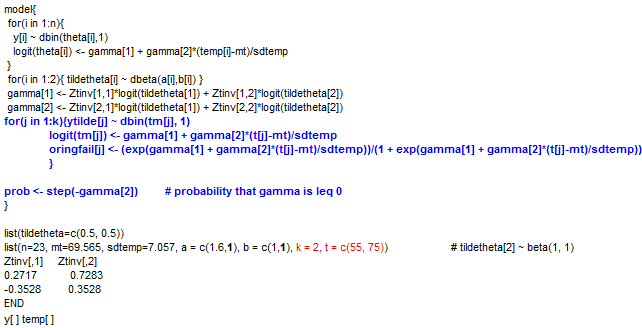 model{
for(i in 1:n){
y[i] ~ dbin(theta[i],1)
logit(theta[i]) <- gamma[1] + gamma[2]*(temp[i]-mt)/sdtemp
}
for(i in 1:2){ tildetheta[i] ~ dbeta(a[i],b[i]) }
gamma[1] <- Ztinv[1,1]*logit(tildetheta[1]) + Ztinv[1,2]*logit(tildetheta[2])
gamma[2] <- Ztinv[2,1]*logit(tildetheta[1]) + Ztinv[2,2]*logit(tildetheta[2])
for(j in 1:k){ytilde[j] ~ dbin(tm[j], 1)
logit(tm[j]) <- gamma[1] + gamma[2]*(t[j]-mt)/sdtemp
oringfail[j] <- (exp(gamma[1] + gamma[2]*(t[j]-mt)/sdtemp))/(1 + exp(gamma[1] + gamma[2]*(t[j]-mt)/sdtemp))
}
prob <- step(-gamma[2]) # probability that gamma is leq 0
}
list(tildetheta=c(0.5, 0.5))
list(n=23, mt=69.565, sdtemp=7.057, a = c(1.6,1), b = c(1,1), k = 2, t = c(55, 75)) # tildetheta[2] ~ beta(1, 1)
Ztinv[,1] Ztinv[,2]
0.2717 0.7283
-0.3528 0.3528
END
y[ ] temp[ ]